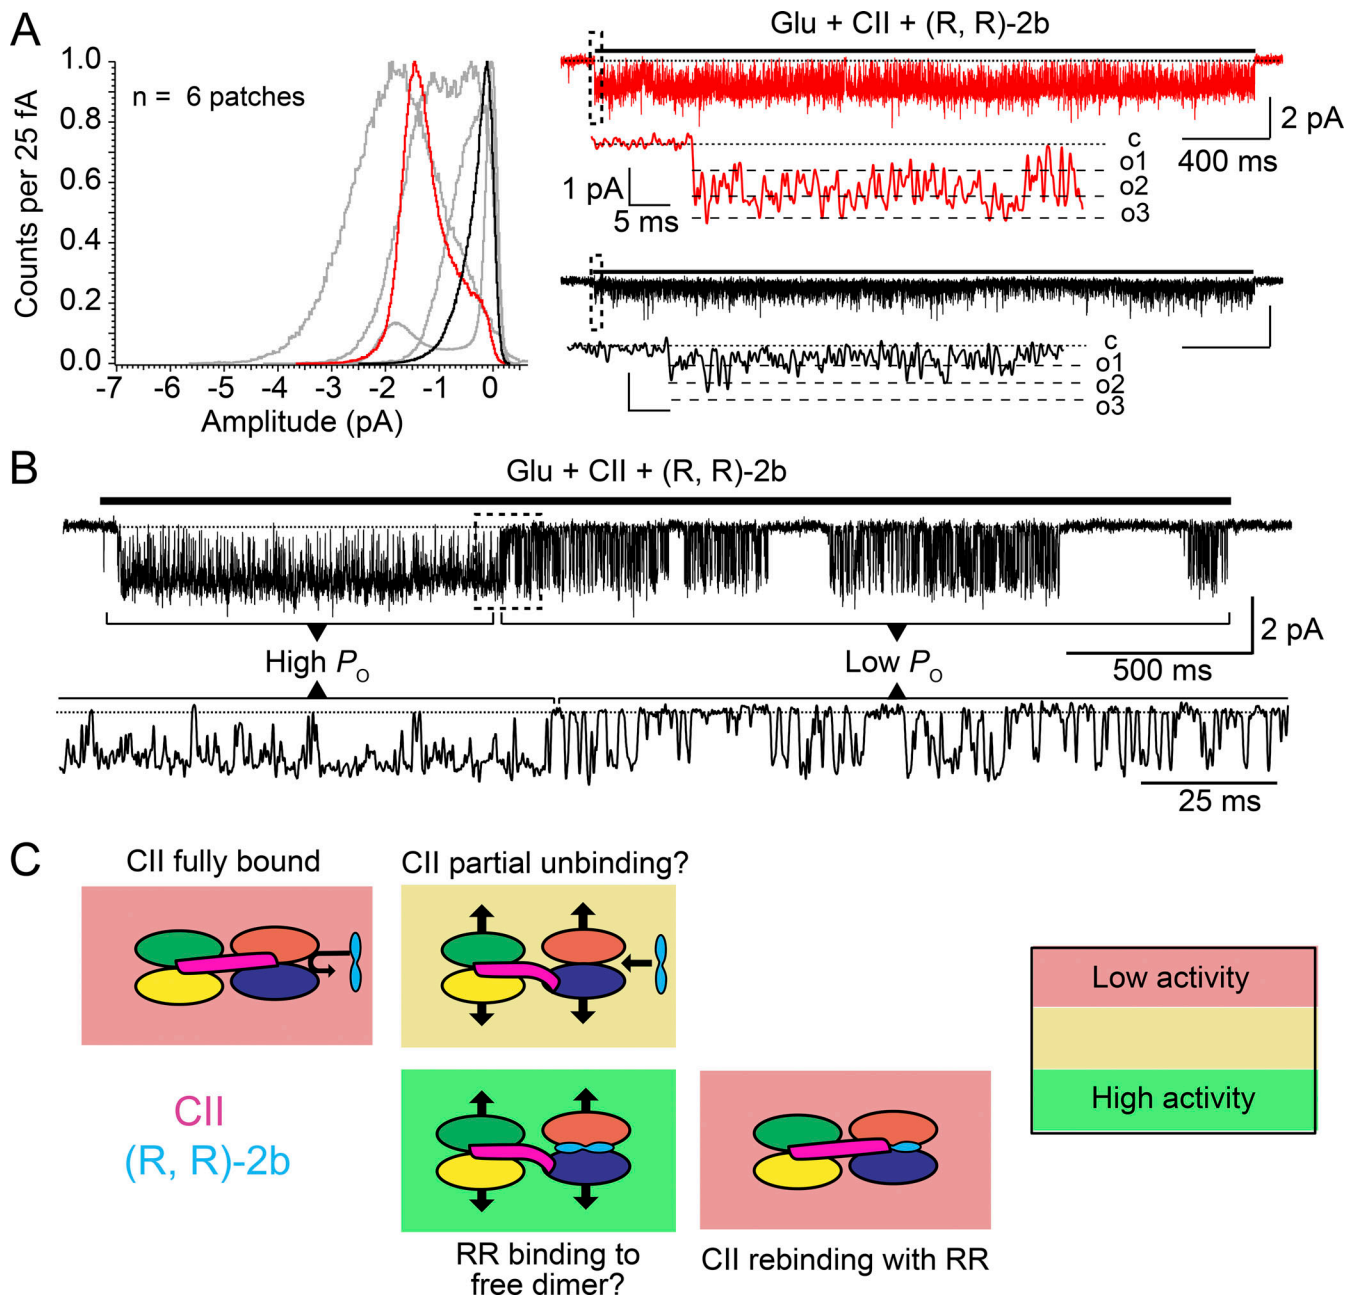 A
Counts per 25 fA
1.0
0.8
0.6
0.4
0.2
0.0
n = 6 patches
-7
-6
-5
-4
-3
-2
-1
0
Amplitude (pA)
Glu + CII + (R, R)-2b
2 pA
400 ms
c
o1
o2
o3
1 pA
5 ms
c
o1
o2
o3
B
Glu + CII + (R, R)-2b
2 pA
500 ms
High PO
Low PO
25 ms
C
CII fully bound
CII partial unbinding?
Low activity
High activity
CII
(R, R)-2b
RR binding to
free dimer?
CII rebinding with RR